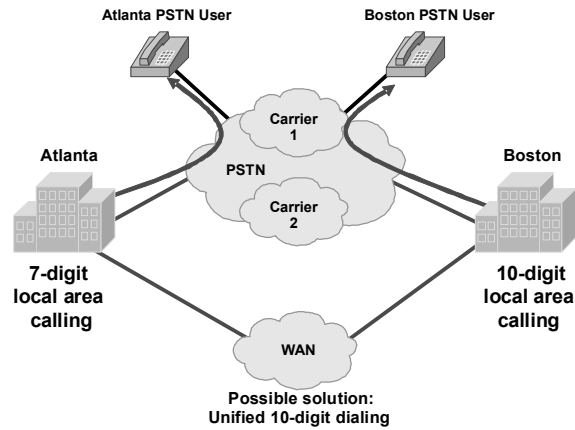 Atlanta PSTN User
Boston PSTN User
Carrier
1
Atlanta
PSTN
Boston
Carrier
2
7-digit
local area
calling
10-digit
local area
calling
WAN
Possible solution:
Unified 10-digit dialing